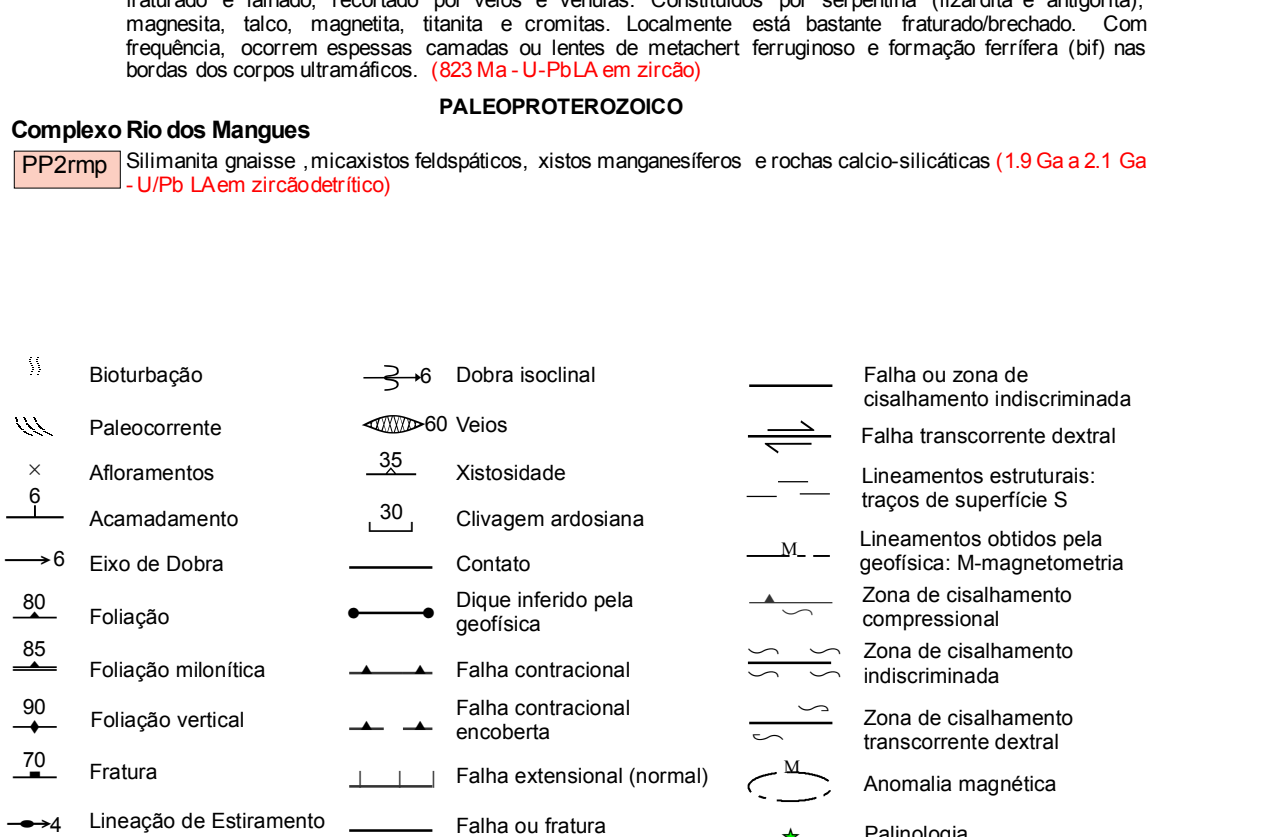 fraturado e falhado, recortado por veios e vênulas. Constituídos por serpentina (lizardita e antigorita),
magnesita, talco, magnetita, titanita e cromitas. Localmente está bastante fraturado/brechado. Com
frequência, ocorrem espessas camadas ou lentes de metachert ferruginoso e formação ferrífera (bif) nas
bordas dos corpos ultramáficos. (823 Ma - U-PbLA em zircão)
PALEOPROTEROZOICO
Complexo Rio dos Mangues
PP2rmp Silimanita gnaisse ,micaxistos feldspáticos, xistos manganesíferos e rochas calcio-silicáticas (1.9 Ga a 2.1 Ga
- U/Pb LA em zircão detrítico)
Bioturbação
Paleocorrente
Afloramentos
6
Acamadamento
6 Eixo de Dobra
80
Foliação
85
Foliação milonítica
90
Foliação vertical
70
Fratura
4 Lineação de Estiramento
6 Dobra isoclinal
60 Veios
35
Xistosidade
30
Clivagem ardosiana
Contato
Dique inferido pela
geofísica
Falha contracional
Falha contracional
encoberta
Falha extensional (normal)
Falha ou fratura
Falha ou zona de
cisalhamento indiscriminada
Falha transcorrente dextral
Lineamentos estruturais:
traços de superfície S
M
Lineamentos obtidos pela
geofísica: M-magnetometria
Zona de cisalhamento
compressional
Zona de cisalhamento
indiscriminada
Zona de cisalhamento
transcorrente dextral
M
Anomalia magnética
Palinologia